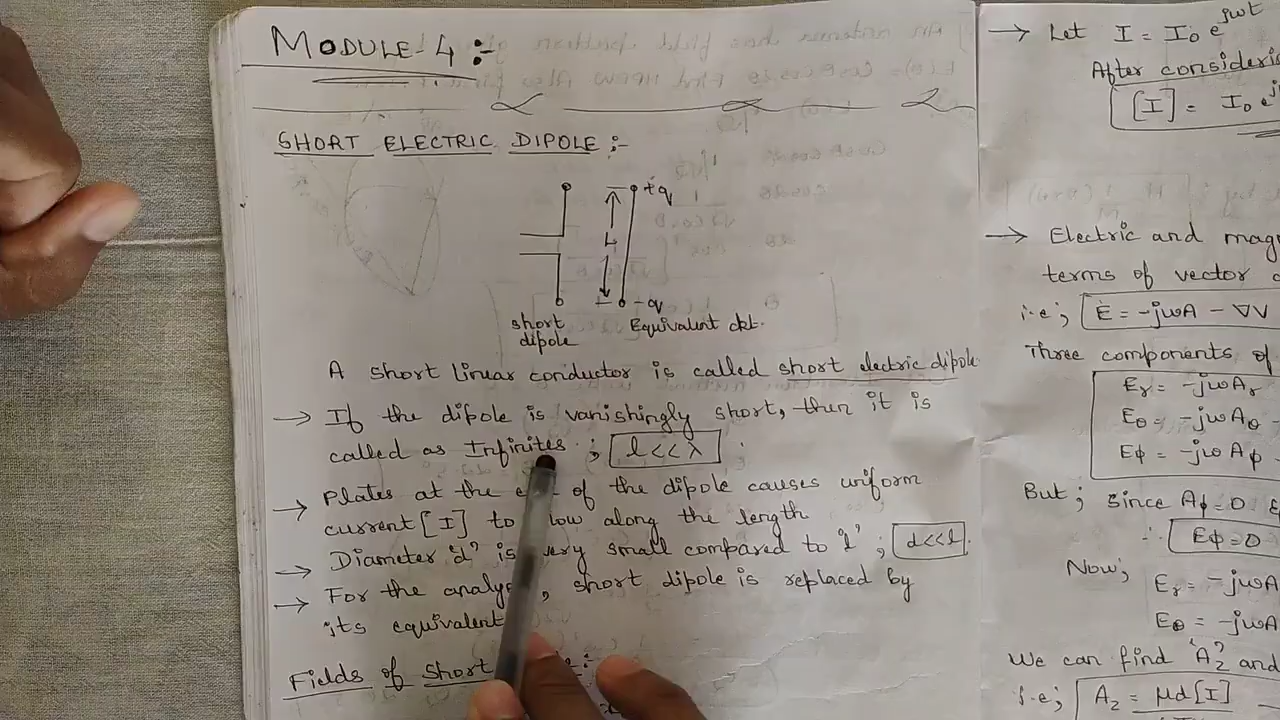 MODULE-4 :-
SHORT ELECTRIC DIPOLE :-
+q
L
-q
short
dipole
Equivalent ckt.
A short linear conductor is called short electric dipole
→ If the dipole is vanishingly short, then it is
called as Infinites ; l<<λ ;
→ Plates at the of the dipole causes uniform
current [I] to along the length
→ Diameter 'd' is very small compared to 'l' ; d<<l.
→ For the , short dipole is replaced by
its equivalent
Fields of short :-
→ Let I = I₀ e^jωt
After
[I] = I₀ e^j
→ Electric and
terms of vector
i.e; E = -jωA - ∇V
Three components of
Er = -jωAr
Eθ = -jωAθ
Eϕ = -jωAϕ
But; since Aϕ=0
∴ Eϕ=0
Now; Er = -jωA
Eθ = -jωA
We can find 'Az' and
i.e; Az = μd[I]